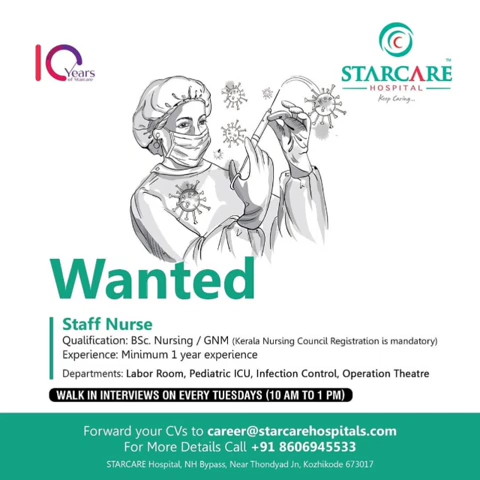 10 Years
of Starcare
STARCARE
TM
HOSPITAL
Keep Caring...
Wanted
Staff Nurse
Qualification: BSc. Nursing / GNM (Kerala Nursing Council Registration is mandatory)
Experience: Minimum 1 year experience
Departments: Labor Room, Pediatric ICU, Infection Control, Operation Theatre
WALK IN INTERVIEWS ON EVERY TUESDAYS (10 AM TO 1 PM)
Forward your CVs to career@starcarehospitals.com
For More Details Call +91 8606945533
STARCARE Hospital, NH Bypass, Near Thondyad Jn, Kozhikode 673017